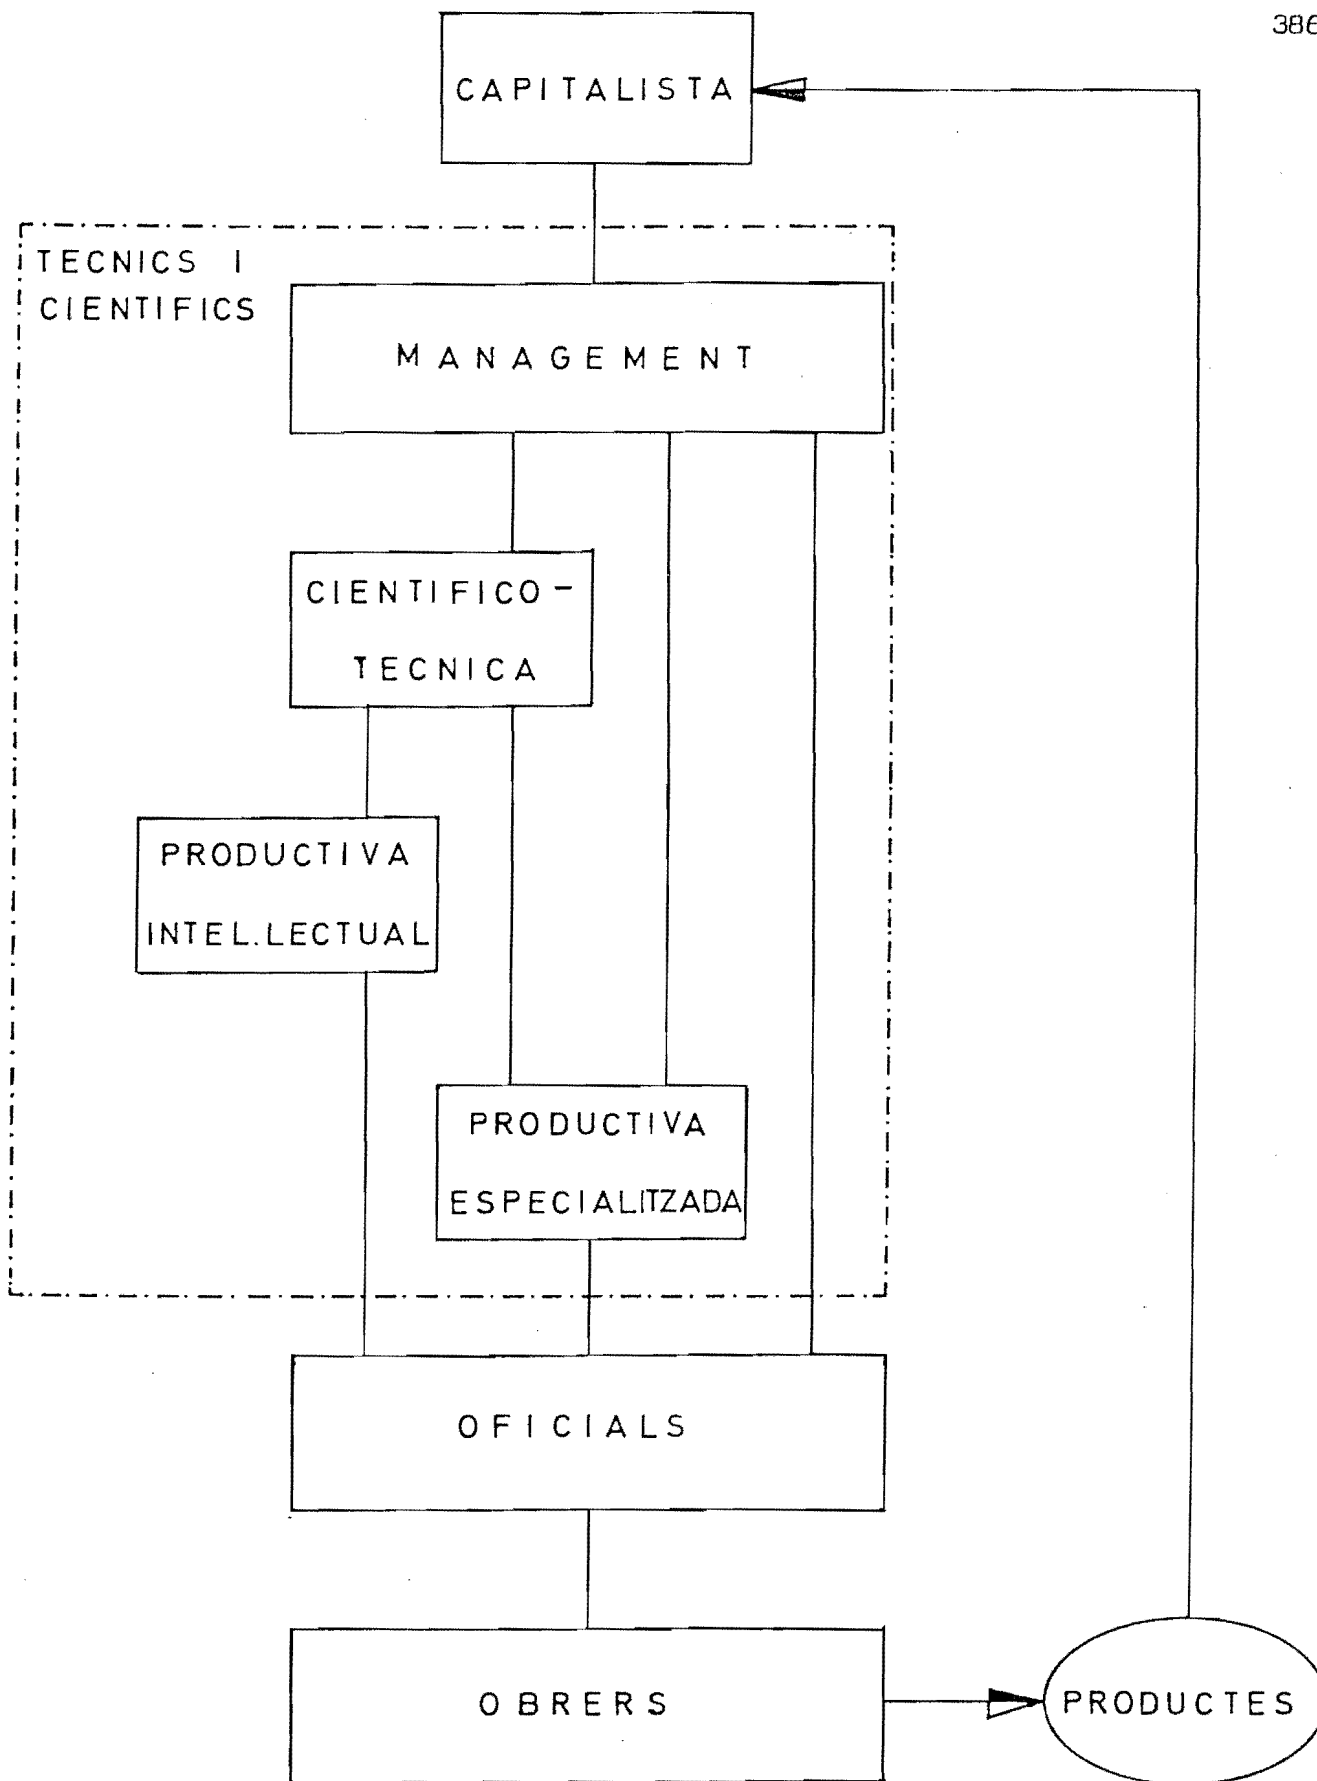 386
CAPITALISTA
TECNICS I
CIENTIFICS
MANAGEMENT
CIENTIFICO-
TECNICA
PRODUCTIVA
INTEL.LECTUAL
PRODUCTIVA
ESPECIALITZADA
OFICIALS
OBRERS
PRODUCTES